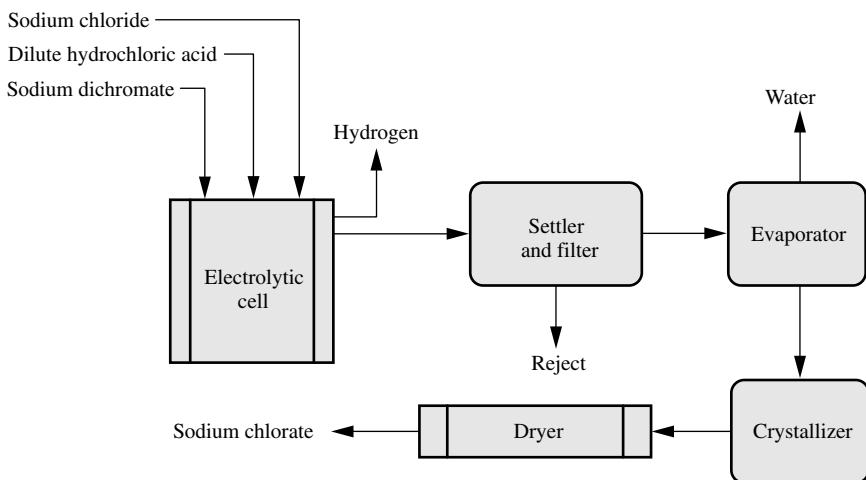 Sodium chloride
Dilute hydrochloric acid
Sodium dichromate
Hydrogen
Water
Electrolytic
cell
Settler
and filter
Evaporator
Reject
Sodium chlorate
Dryer
Crystallizer